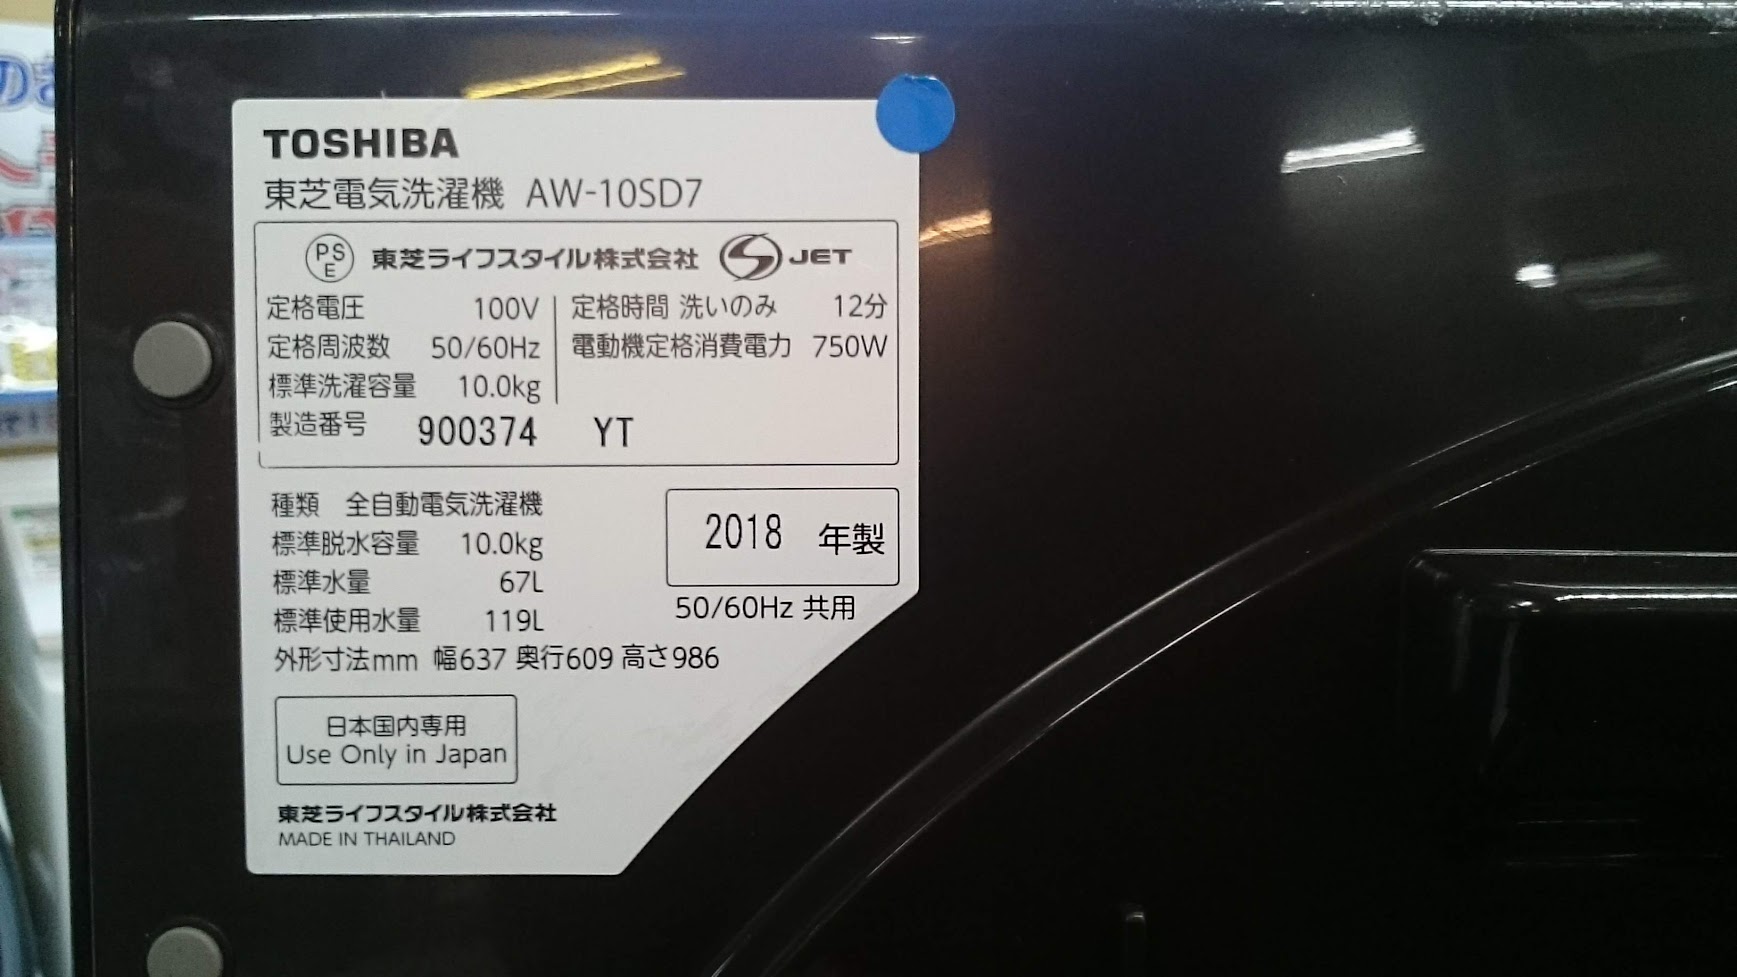 TOSHIBA
東芝電気洗濯機 AW-10SD7
PS
E
東芝ライフスタイル株式会社 S JET
定格電圧 100V
定格周波数 50/60Hz
標準洗濯容量 10.0kg
定格時間 洗いのみ 12分
電動機定格消費電力 750W
製造番号 900374 YT
種類 全自動電気洗濯機
標準脱水容量 10.0kg
標準水量 67L
標準使用水量 119L
外形寸法mm 幅637 奥行609 高さ986
2018 年製
50/60Hz 共用
日本国内専用
Use Only in Japan
東芝ライフスタイル株式会社
MADE IN THAILAND